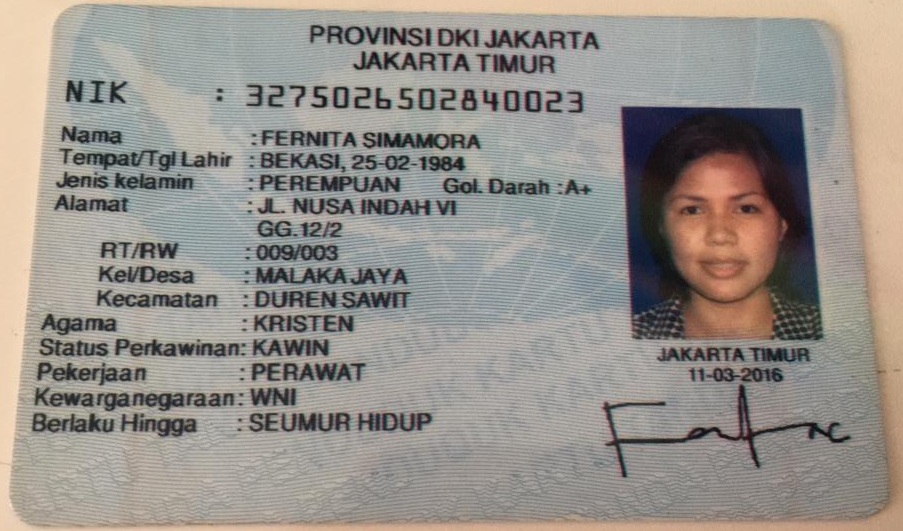 PROVINSI DKI JAKARTA
JAKARTA TIMUR
NIK : 3275026502840023
Nama : FERNITA SIMAMORA
Tempat/Tgl Lahir : BEKASI, 25-02-1984
Jenis kelamin : PEREMPUAN Gol. Darah : A+
Alamat : JL. NUSA INDAH VI
GG.12/2
RT/RW : 009/003
Kel/Desa : MALAKA JAYA
Kecamatan : DUREN SAWIT
Agama : KRISTEN
Status Perkawinan: KAWIN
Pekerjaan : PERAWAT
Kewarganegaraan: WNI
Berlaku Hingga : SEUMUR HIDUP
JAKARTA TIMUR
11-03-2016